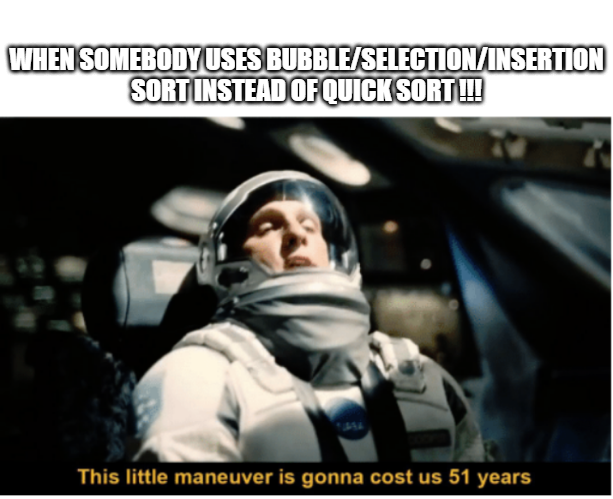 WHEN SOMEBODY USES BUBBLE/SELECTION/INSERTION
SORT INSTEAD OF QUICK SORT !!!
NASA
This little maneuver is gonna cost us 51 years